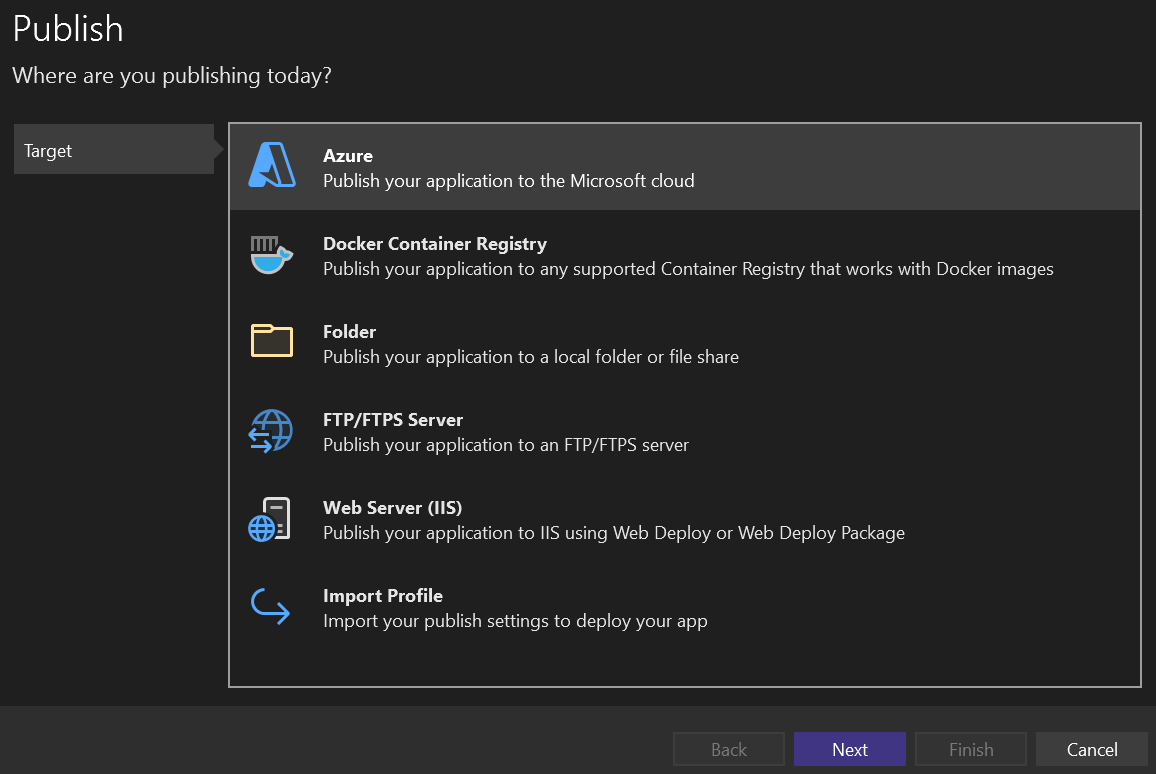 Publish
Where are you publishing today?
Target
Azure
Publish your application to the Microsoft cloud
Docker Container Registry
Publish your application to any supported Container Registry that works with Docker images
Folder
Publish your application to a local folder or file share
FTP/FTPS Server
Publish your application to an FTP/FTPS server
Web Server (IIS)
Publish your application to IIS using Web Deploy or Web Deploy Package
Import Profile
Import your publish settings to deploy your app
Back
Next
Finish
Cancel